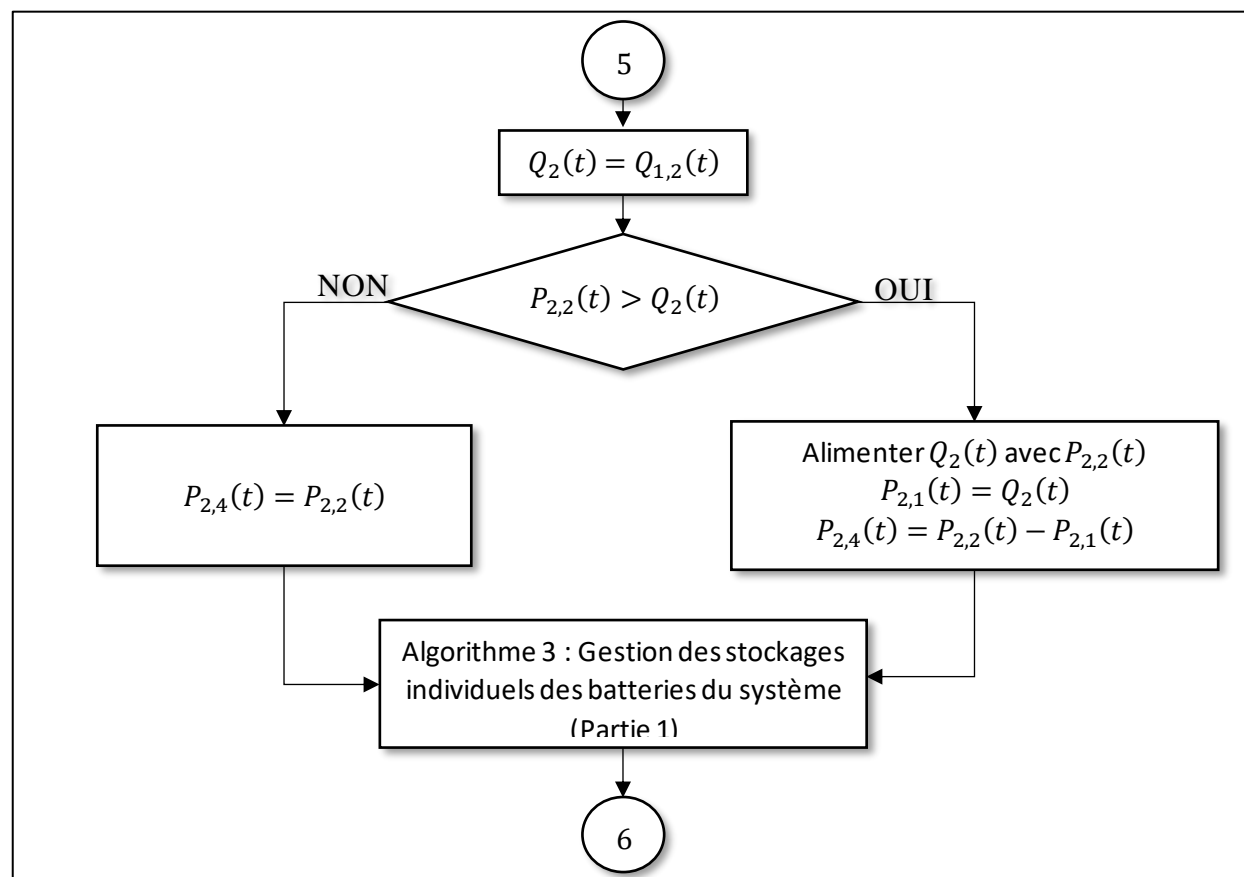 5
Q₂(t) = Q₁,₂(t)
P₂,₂(t) > Q₂(t)
NON
OUI
P₂,₄(t) = P₂,₂(t)
Alimenter Q₂(t) avec P₂,₂(t)
P₂,₁(t) = Q₂(t)
P₂,₄(t) = P₂,₂(t) − P₂,₁(t)
Algorithme 3 : Gestion des stockages
individuels des batteries du système
(Partie 1)
6